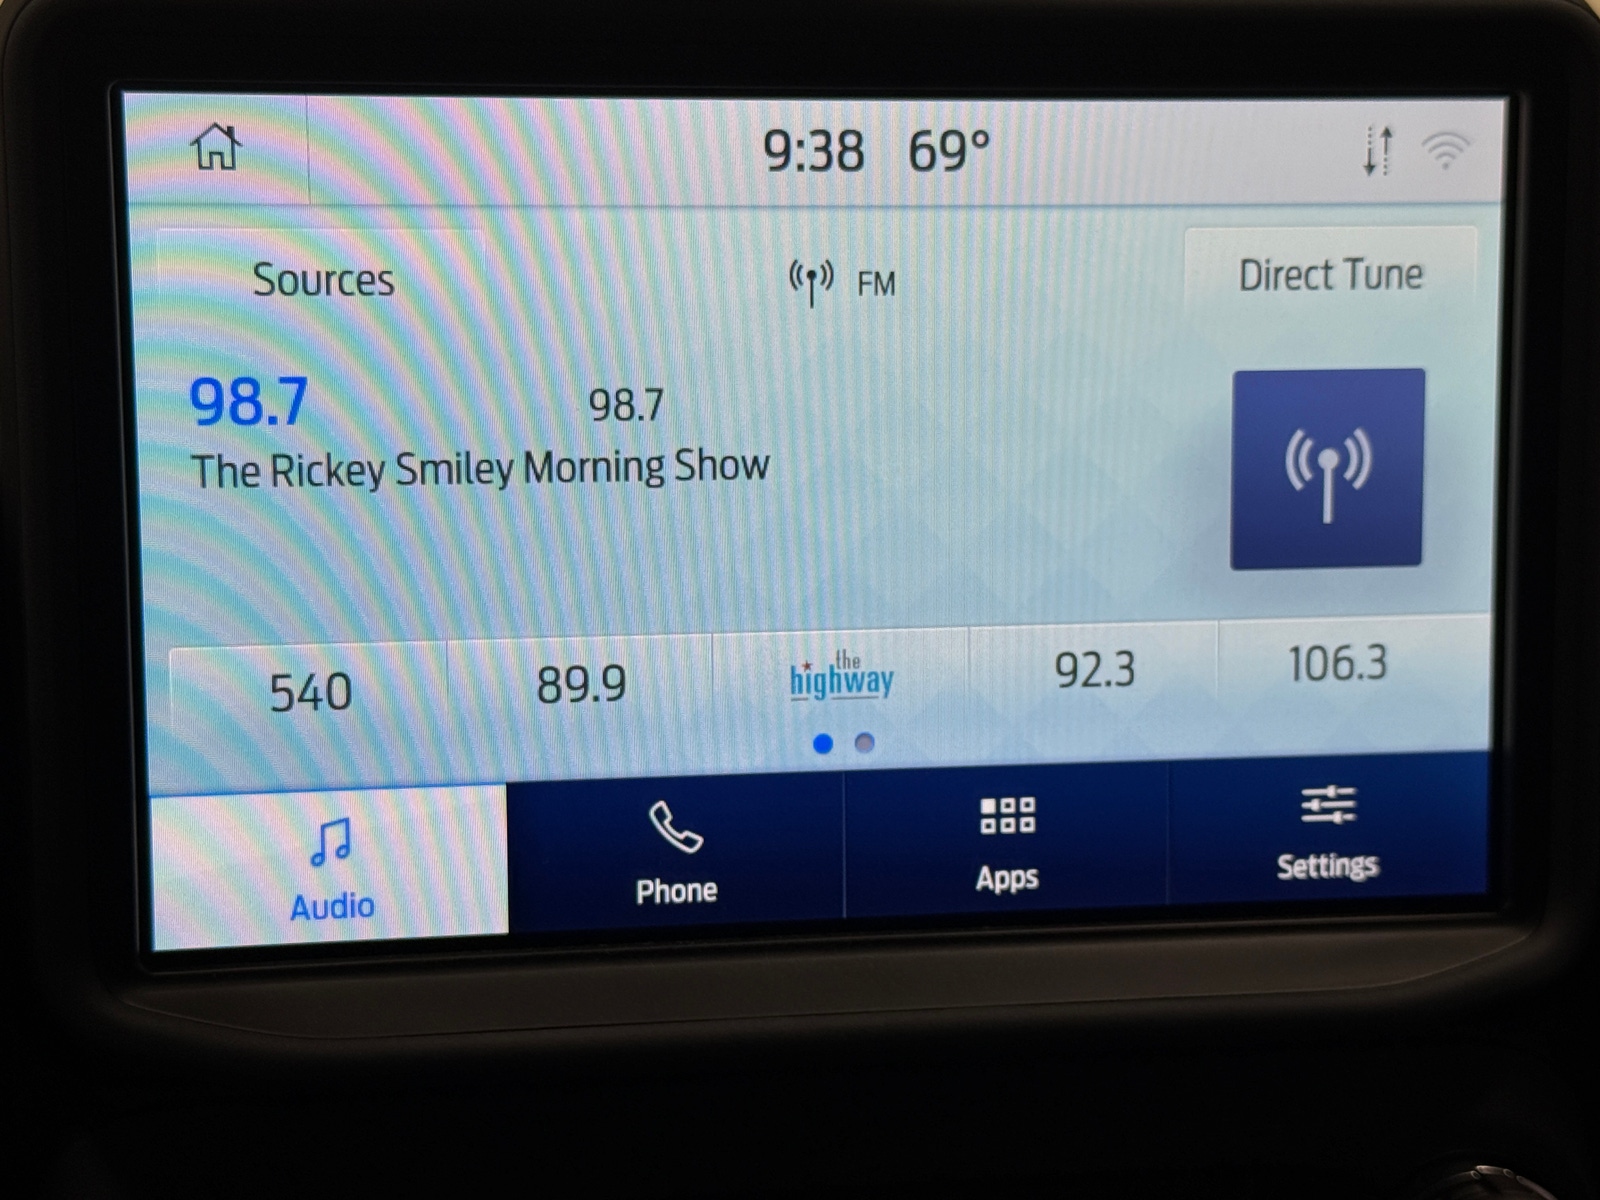 9:38 69°
Sources FM Direct Tune
98.7 98.7
The Rickey Smiley Morning Show
540 89.9 the highway 92.3 106.3
Audio Phone Apps Settings